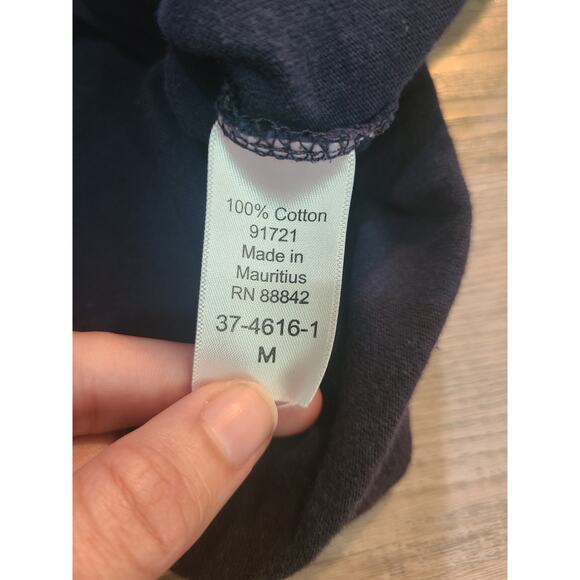 100% Cotton
91721
Made in
Mauritius
RN 88842
37-4616-1
M